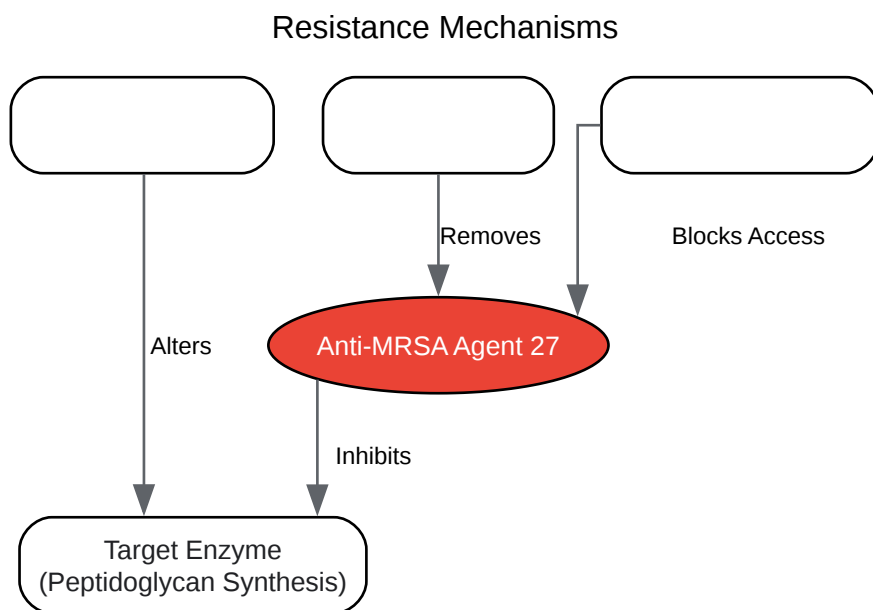 Resistance Mechanisms
Removes
Blocks Access
Alters
Anti-MRSA Agent 27
Inhibits
Target Enzyme
(Peptidoglycan Synthesis)